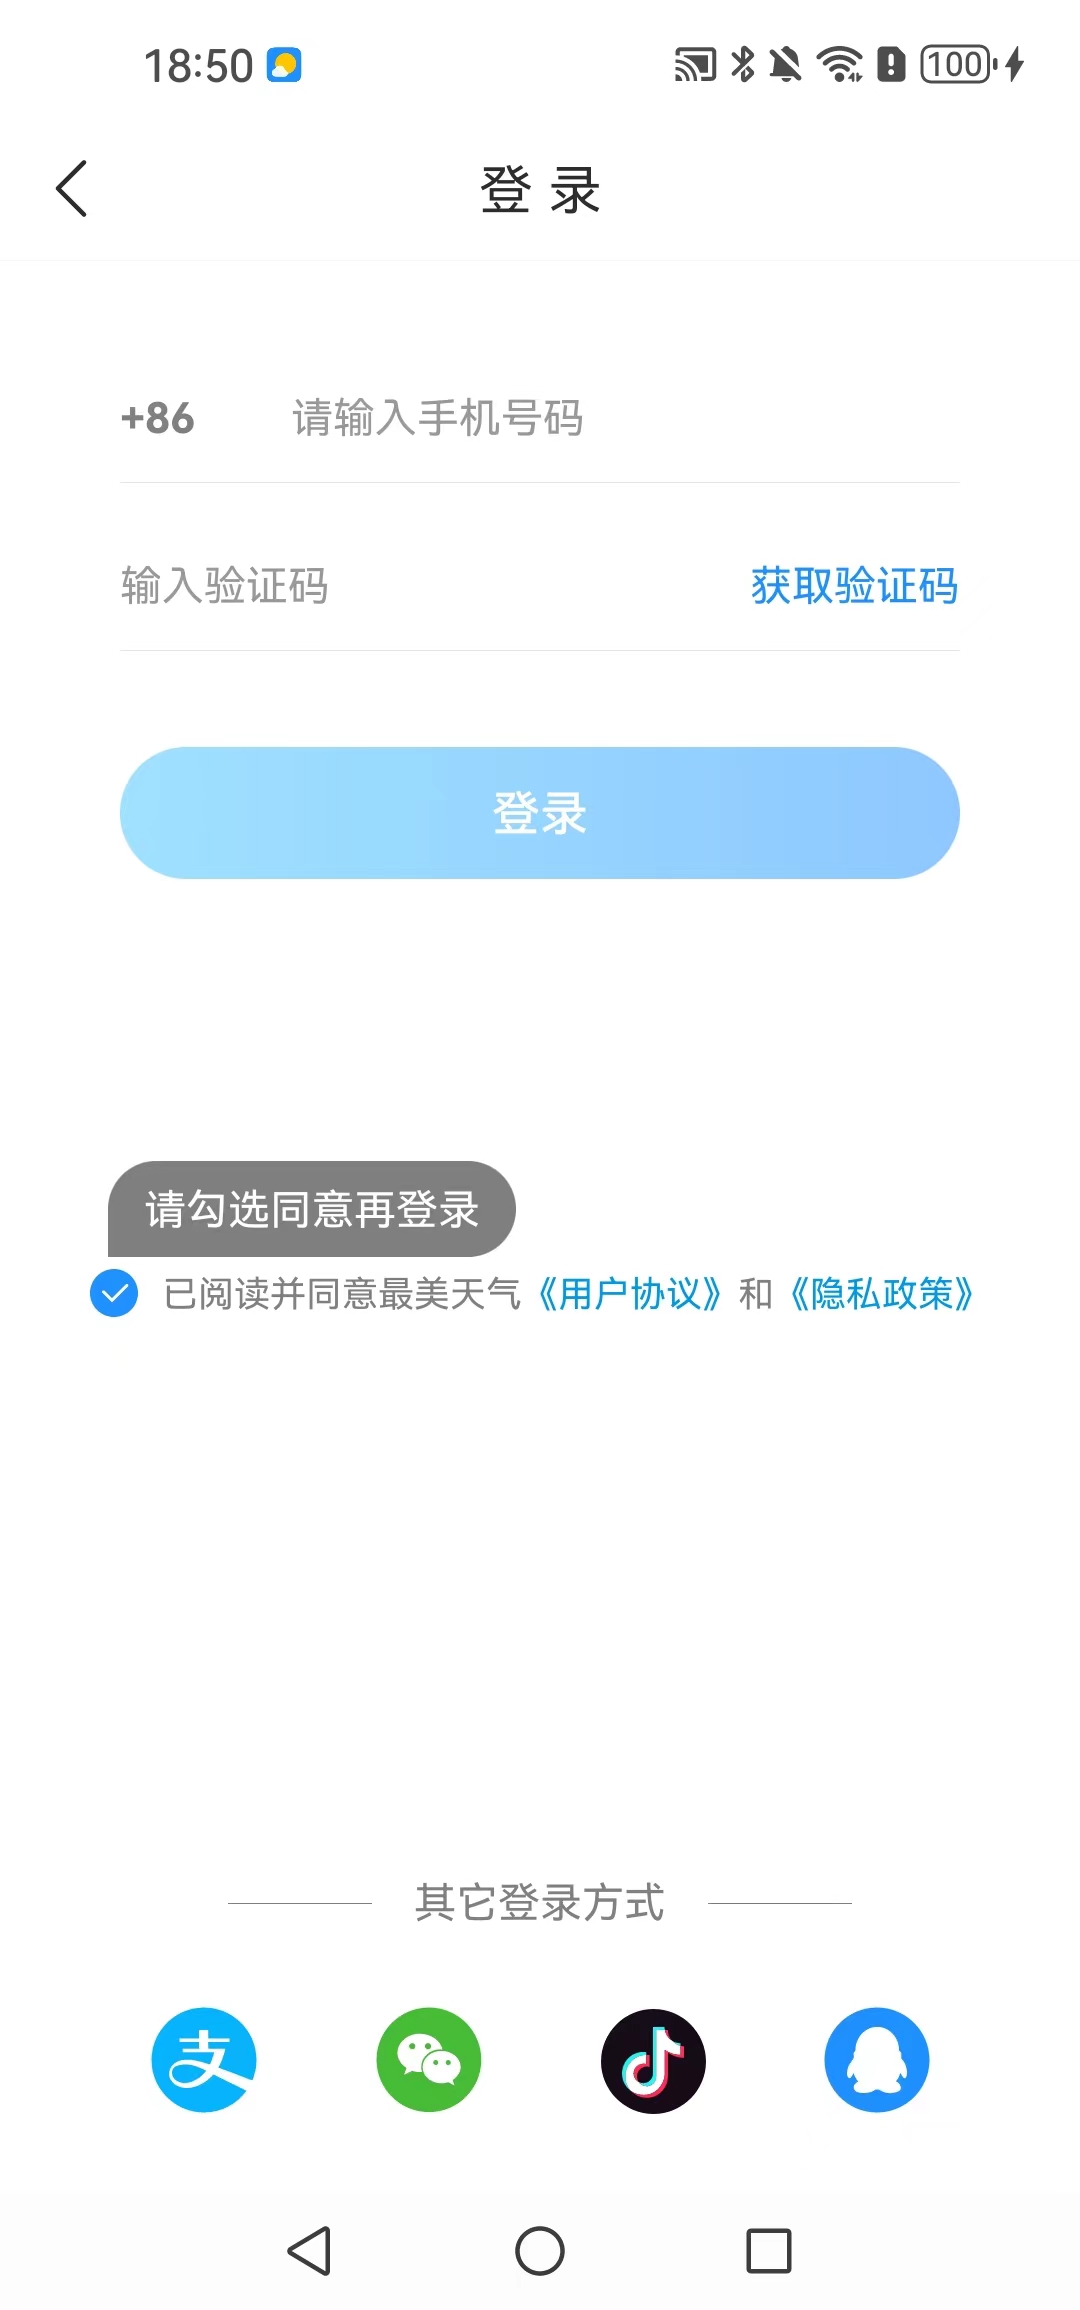 18:50
100
登录
+86 请输入手机号码
输入验证码 获取验证码
登录
请勾选同意再登录
已阅读并同意最美天气《用户协议》和《隐私政策》
其它登录方式
支